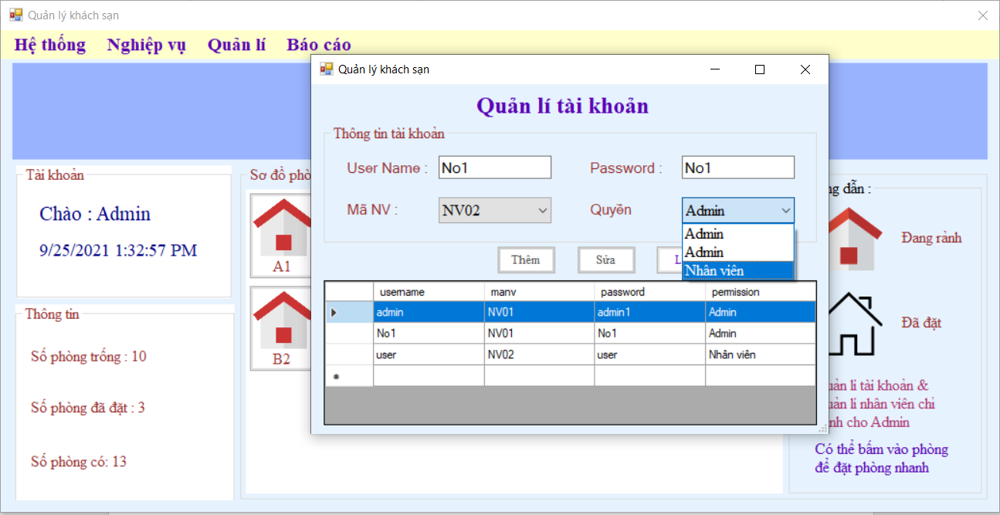 Quản lý khách sạn
Hệ thống Nghiệp vụ Quản lí Báo cáo
Tài khoản
Chào : Admin
9/25/2021 1:32:57 PM
Thông tin
Số phòng trống : 10
Số phòng đã đặt : 3
Số phòng có: 13
Sơ đồ
A1
B2
Quản lý khách sạn
Quản lí tài khoản
Thông tin tài khoản
User Name : No1 Password : No1
Mã NV : NV02 Quyền Admin
Admin
Admin
Nhân viên
Thêm Sửa
username manv password permission
admin NV01 admin1 Admin
No1 NV01 No1 Admin
user NV02 user Nhân viên
dẫn :
Đang rảnh
Đã đặt
lí tài khoản &
lí nhân viên chỉ
cho Admin
Có thể bấm vào phòng
để đặt phòng nhanh